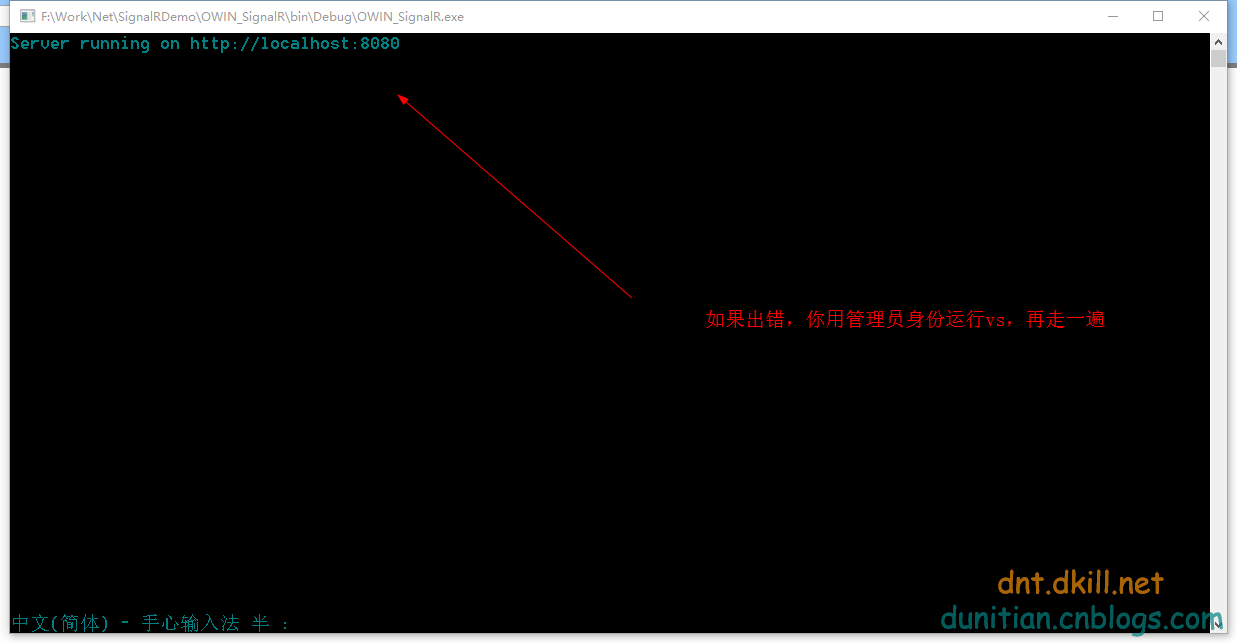 F:\Work\Net\SignalRDemo\OWIN_SignalR\bin\Debug\OWIN_SignalR.exe
Server running on http://localhost:8080
如果出错，你用管理员身份运行vs，再走一遍
dnt.dkill.net
dunitian.cnblogs.com
中文(简体) - 手心输入法 半 :